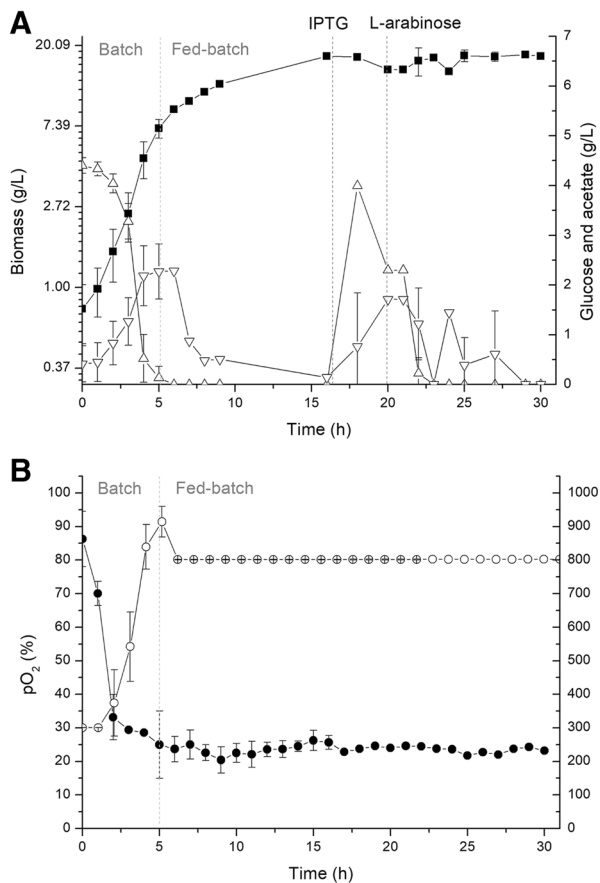 A
IPTG L-arabinose
Batch Fed-batch
20.09
7.39
2.72
1.00
0.37
Biomass (g/L)
7
6
5
4
3
2
1
0
Glucose and acetate (g/L)
0 5 10 15 20 25 30
Time (h)
B
Batch Fed-batch
100
90
80
70
60
50
40
30
20
10
0
pO2 (%)
1000
900
800
700
600
500
400
300
200
100
0
0 5 10 15 20 25 30
Time (h)